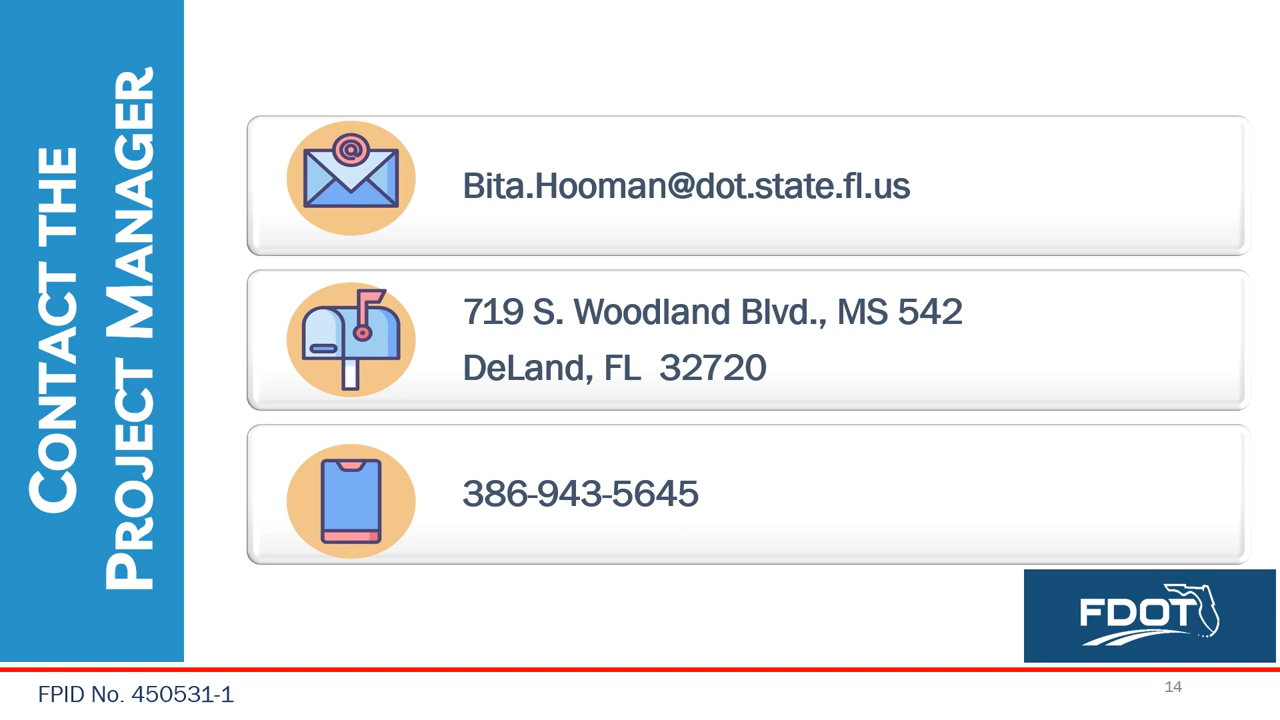 CONTACT THE
PROJECT MANAGER
@
Bita.Hooman@dot.state.fl.us
719 S. Woodland Blvd., MS 542
DeLand, FL  32720
386-943-5645
FDOT
FPID No. 450531-1
14